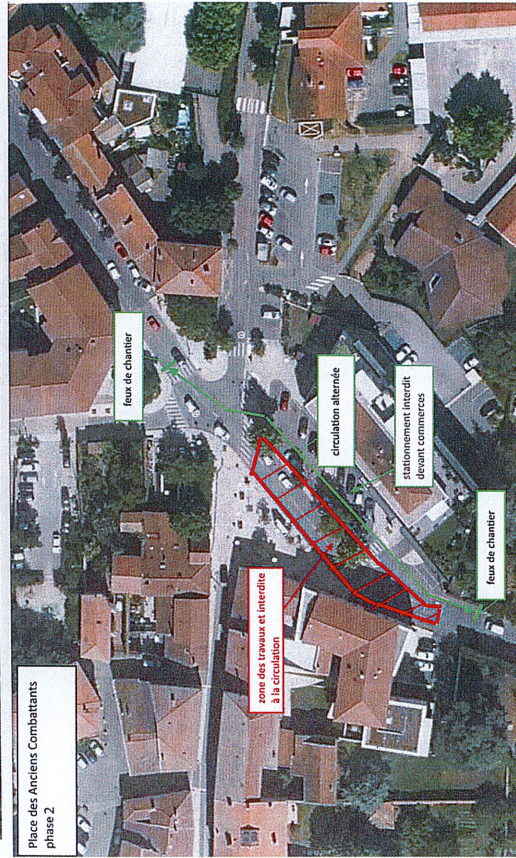 Place des Anciens Combattants
phase 2
feux de chantier
zone des travaux et interdite
à la circulation
circulation alternée
stationnement interdit
devant commerces
feux de chantier